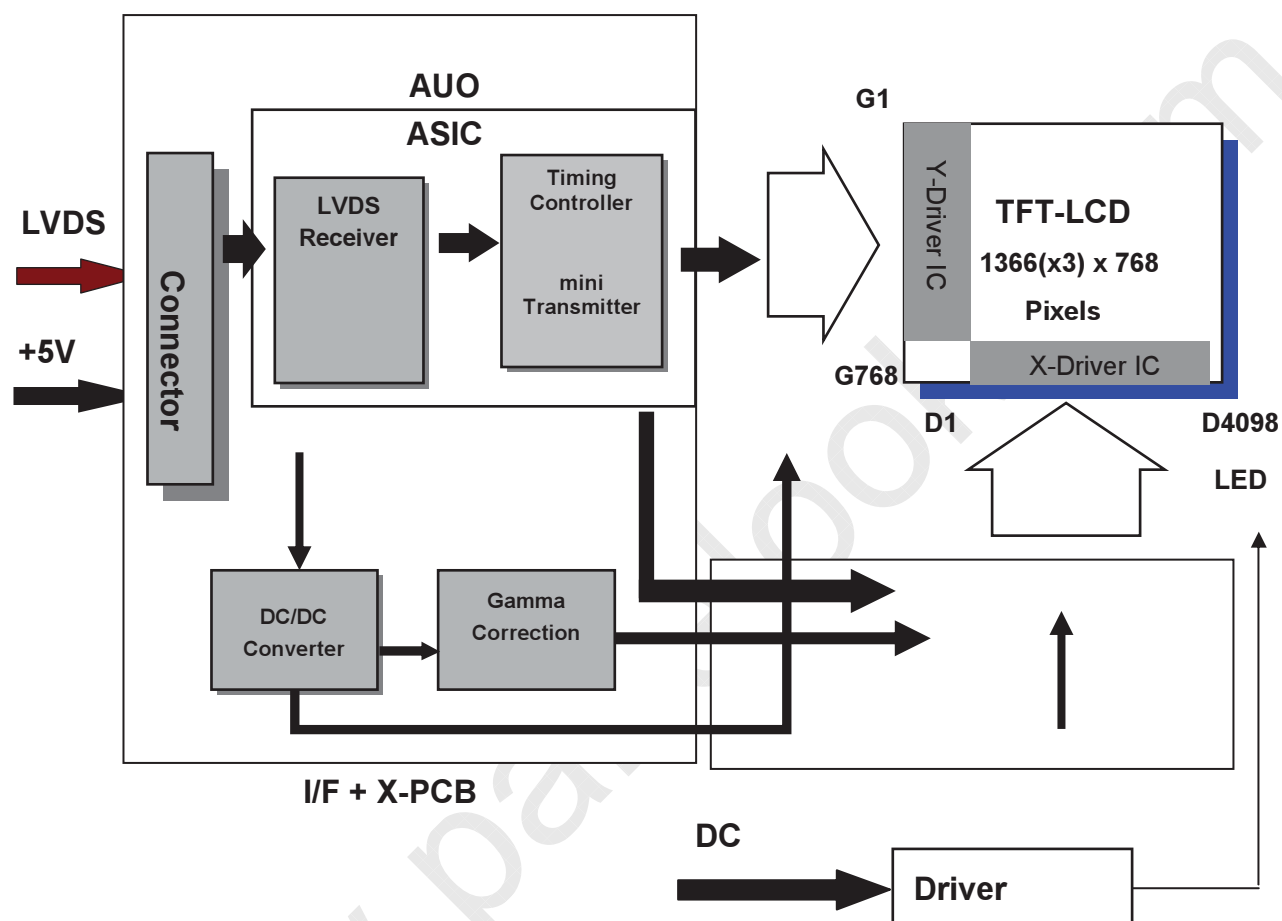 AUO
ASIC
LVDS
+5V
Connector
LVDS
Receiver
Timing
Controller
mini
Transmitter
G1
Y-Driver IC
TFT-LCD
1366(x3) x 768
Pixels
X-Driver IC
G768
D1
D4098
LED
DC/DC
Converter
Gamma
Correction
I/F + X-PCB
DC
Driver